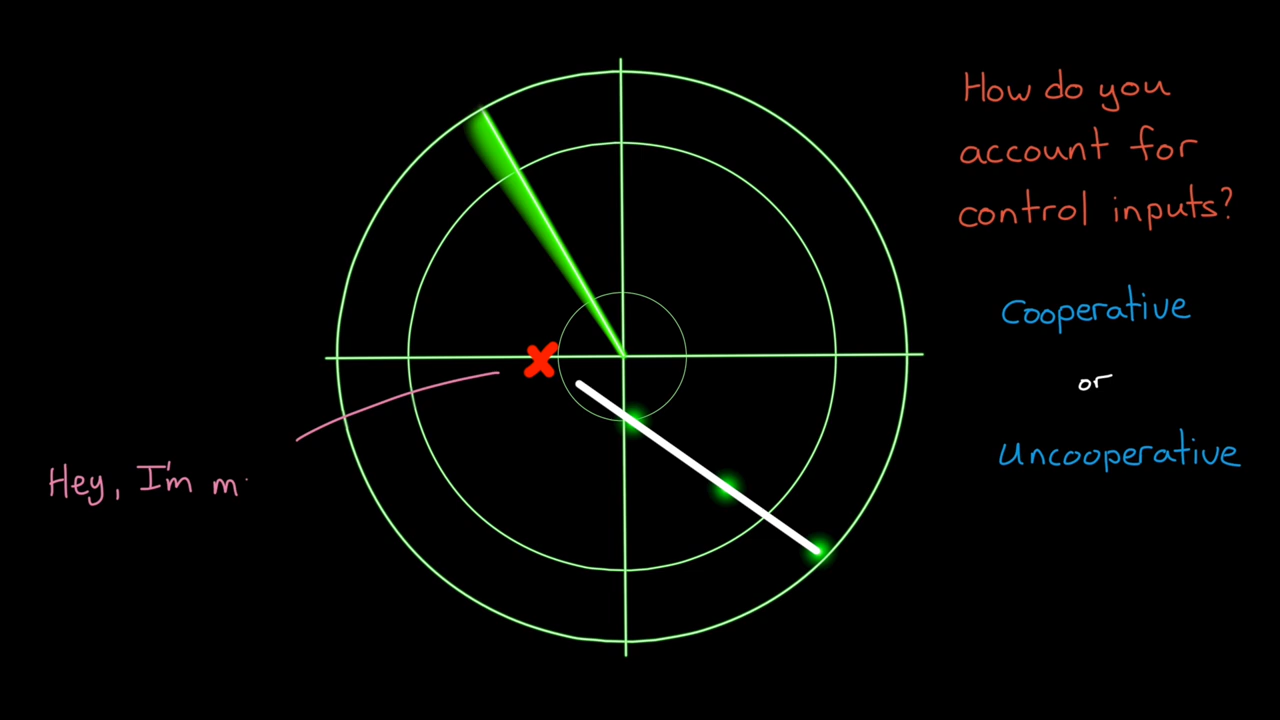 How do you
account for
control inputs?
Cooperative
or
Uncooperative
Hey, I'm m